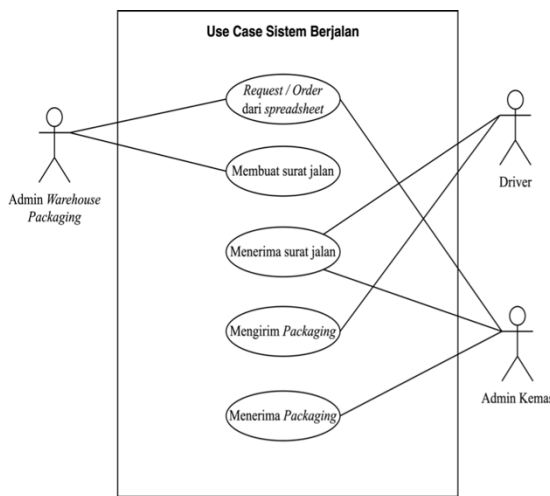 Use Case Sistem Berjalan
Request / Order
dari spreadsheet
Membuat surat jalan
Menerima surat jalan
Mengirim Packaging
Menerima Packaging
Admin Warehouse
Packaging
Driver
Admin Kemas